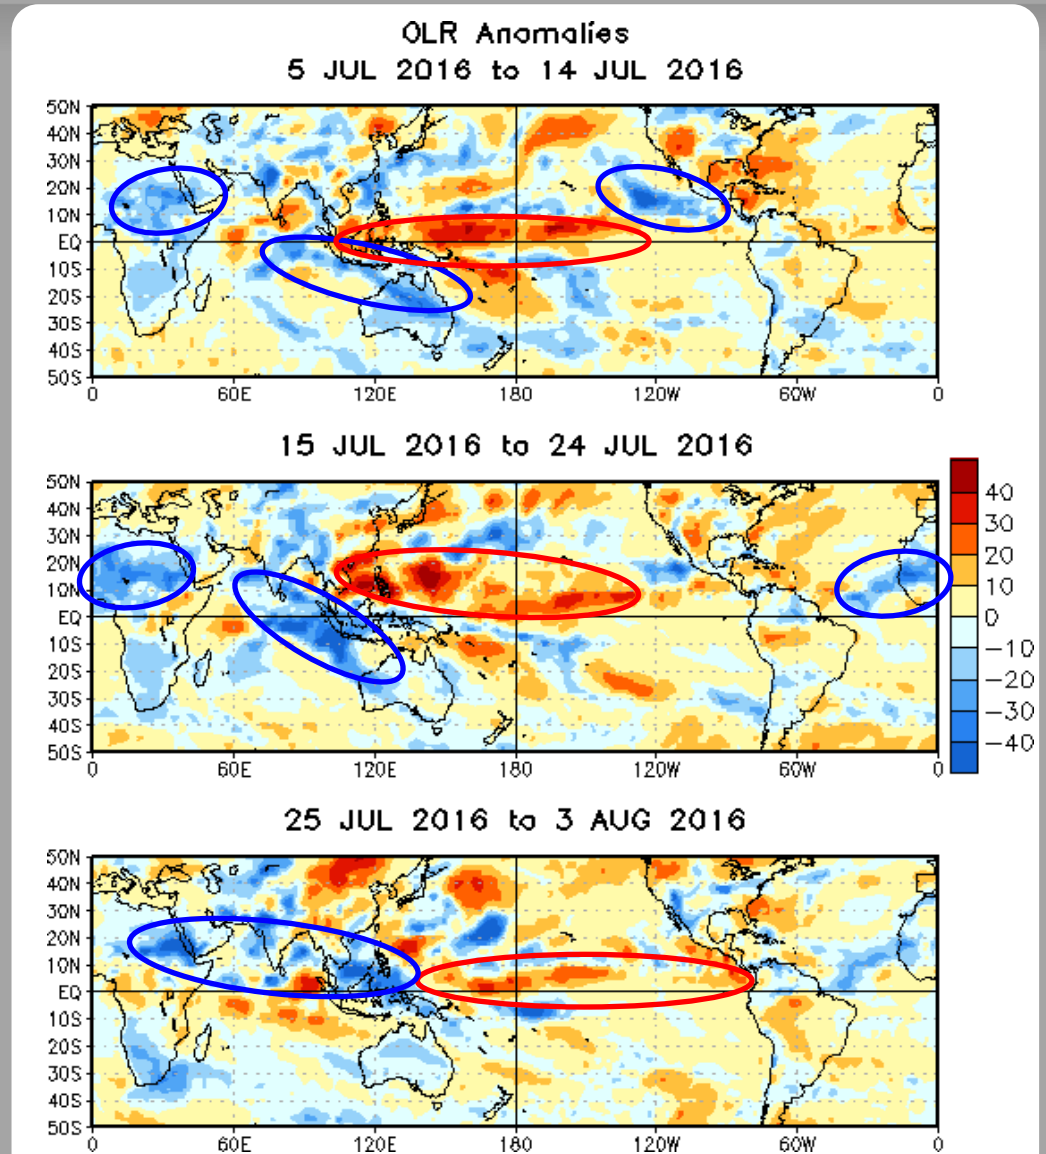 OLR Anomalies
5 JUL 2016 to 14 JUL 2016
50N
40N
30N
20N
10N
EQ
10S
20S
30S
40S
50S
0 60E 120E 180 120W 60W 0
15 JUL 2016 to 24 JUL 2016
50N
40N
30N
20N
10N
EQ
10S
20S
30S
40S
50S
0 60E 120E 180 120W 60W 0
40
30
20
10
0
−10
−20
−30
−40
25 JUL 2016 to 3 AUG 2016
50N
40N
30N
20N
10N
EQ
10S
20S
30S
40S
50S
0 60E 120E 180 120W 60W 0